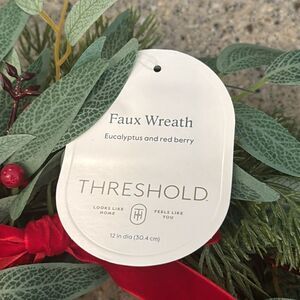 Faux Wreath
Eucalyptus and red berry
THRESHOLD
LOOKS LIKE HOME
FEELS LIKE YOU
12 in dia (30.4 cm)